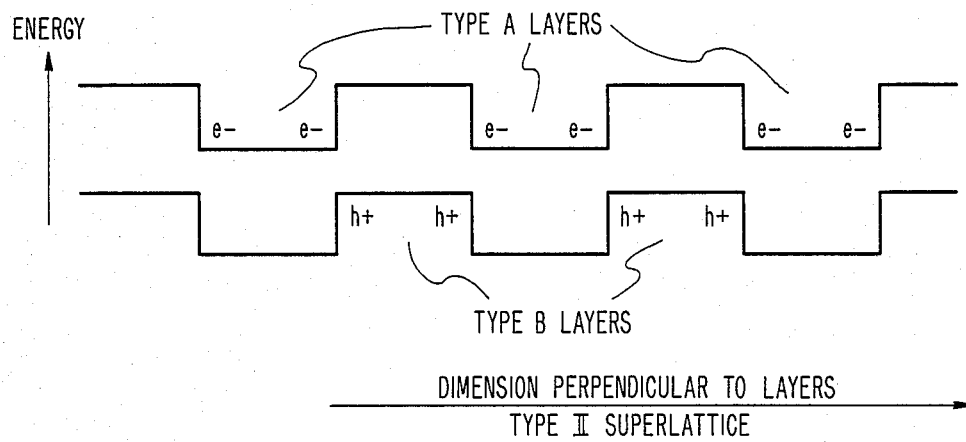 ENERGY
TYPE A LAYERS
e- e- e- e- e- e-
h+ h+ h+ h+
TYPE B LAYERS
DIMENSION PERPENDICULAR TO LAYERS
TYPE II SUPERLATTICE